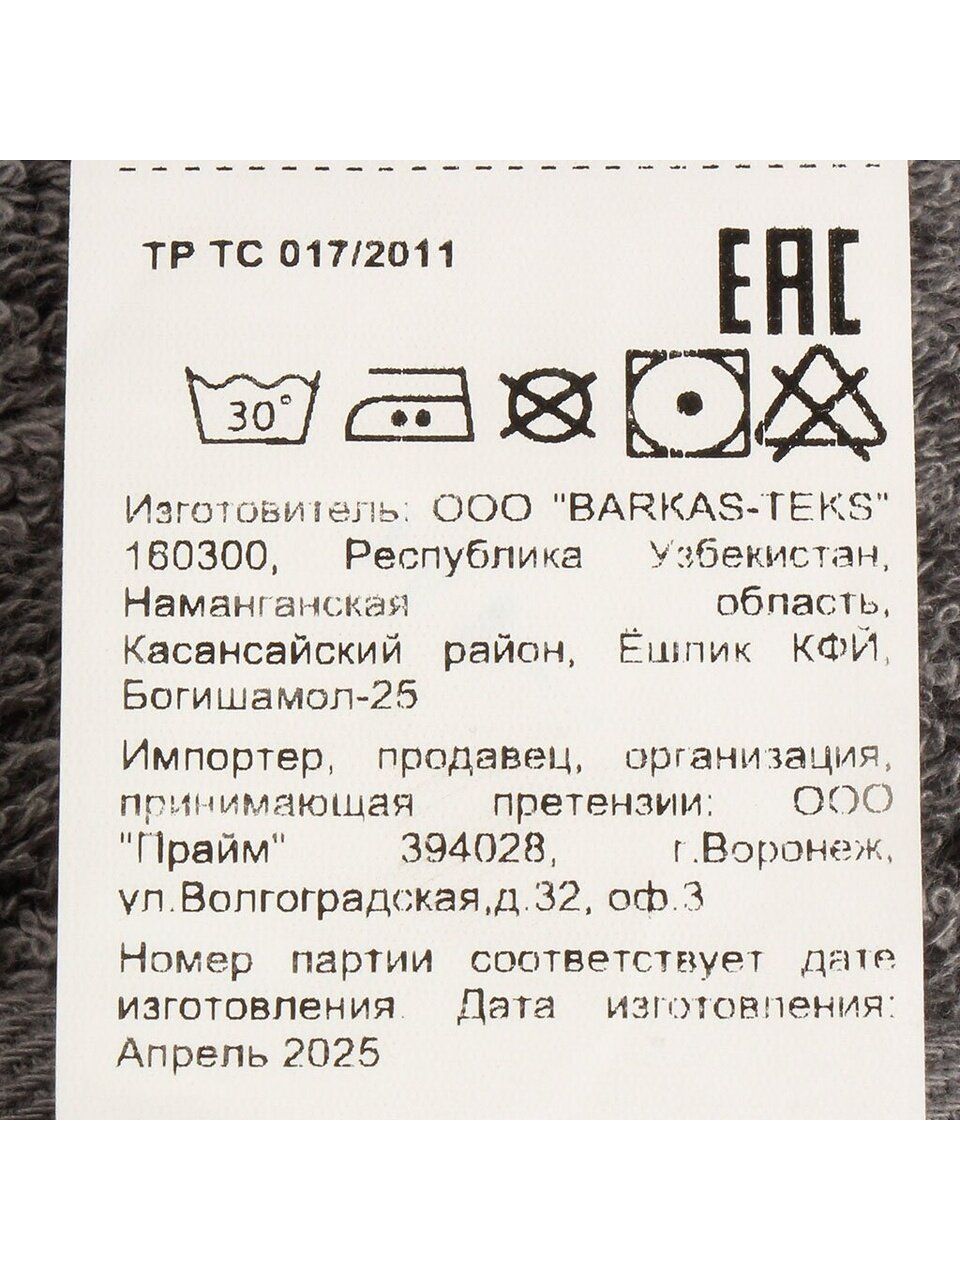 ТР ТС 017/2011
EAC
30°
Изготовитель: ООО "BARKAS-TEKS"
160300, Республика Узбекистан,
Наманганская область,
Касансайский район, Ёшлик КФЙ,
Богишамол-25
Импортер, продавец, организация,
принимающая претензии: ООО
"Прайм" 394028, г.Воронеж,
ул.Волгоградская,д.32, оф.3
Номер партии соответствует дате
изготовления. Дата изготовления:
Апрель 2025